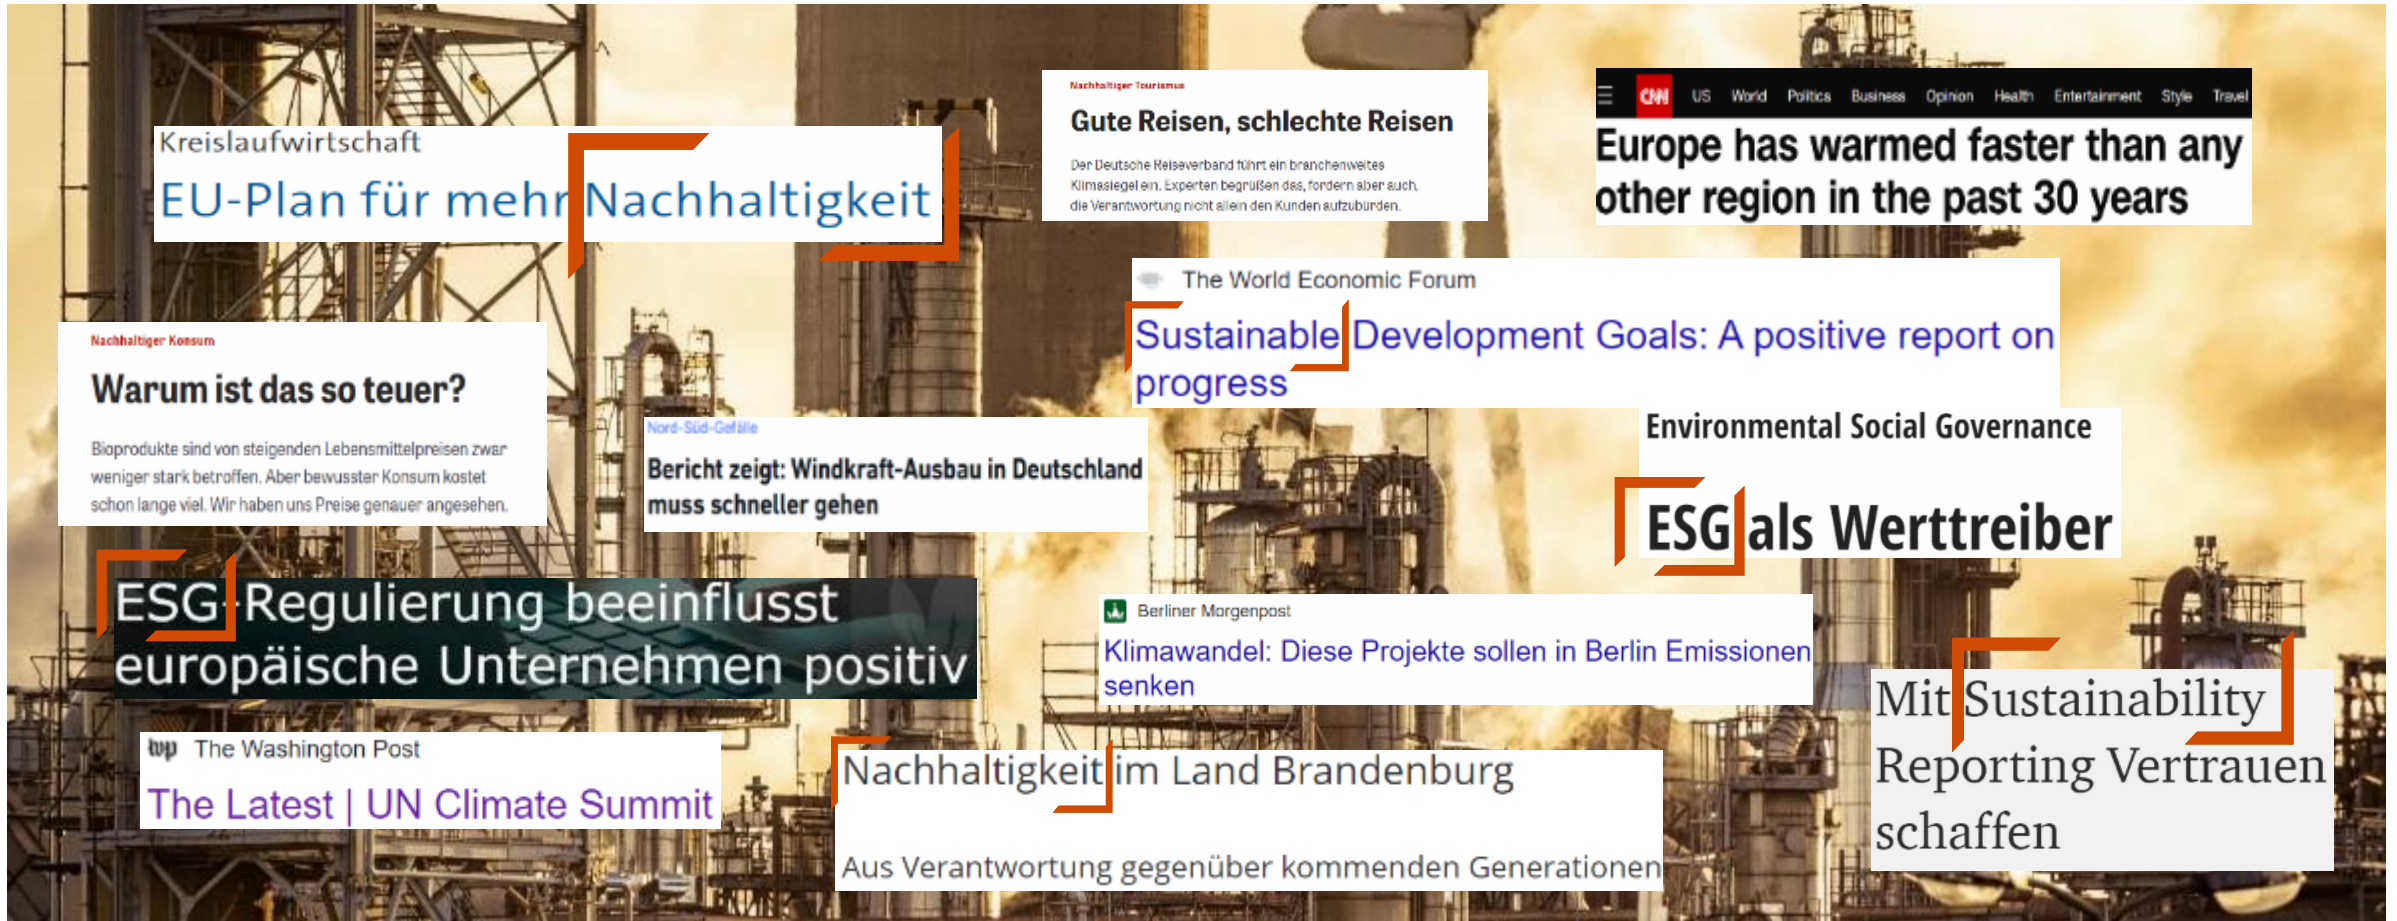 Kreislaufwirtschaft
EU-Plan für mehr Nachhaltigkeit
Nachhaltiger Tourismus
Gute Reisen, schlechte Reisen
Der Deutsche Reiseverband führt ein branchenweites
Klimasiegel ein. Experten begrüßen das, fordern aber auch,
die Verantwortung nicht allein den Kunden aufzubürden.
CNN US World Politics Business Opinion Health Entertainment Style Travel
Europe has warmed faster than any
other region in the past 30 years
The World Economic Forum
Sustainable Development Goals: A positive report on
progress
Nachhaltiger Konsum
Warum ist das so teuer?
Bioprodukte sind von steigenden Lebensmittelpreisen zwar
weniger stark betroffen. Aber bewusster Konsum kostet
schon lange viel. Wir haben uns Preise genauer angesehen.
Nord-Süd-Gefälle
Bericht zeigt: Windkraft-Ausbau in Deutschland
muss schneller gehen
Environmental Social Governance
ESG als Werttreiber
ESG-Regulierung beeinflusst
europäische Unternehmen positiv
Berliner Morgenpost
Klimawandel: Diese Projekte sollen in Berlin Emissionen
senken
Mit Sustainability
Reporting Vertrauen
schaffen
wp The Washington Post
The Latest | UN Climate Summit
Nachhaltigkeit im Land Brandenburg
Aus Verantwortung gegenüber kommenden Generationen